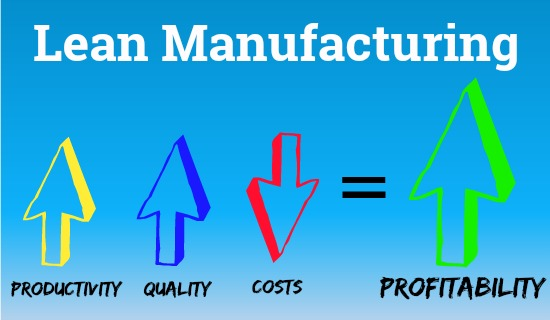 Lean Manufacturing
=
PRODUCTIVITY QUALITY COSTS PROFITABILITY